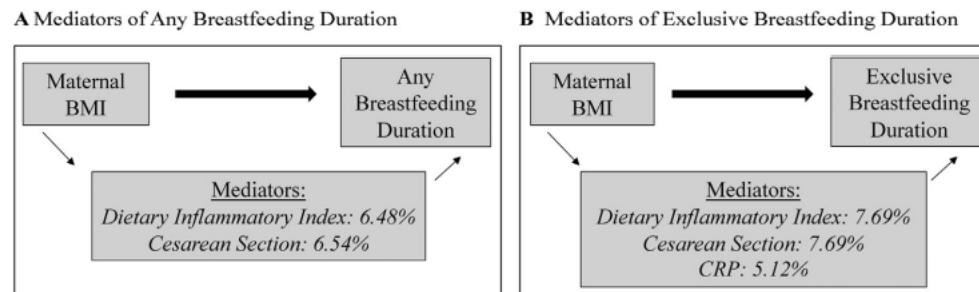 A Mediators of Any Breastfeeding Duration
Maternal
BMI
Any
Breastfeeding
Duration
Mediators:
Dietary Inflammatory Index: 6.48%
Cesarean Section: 6.54%
B Mediators of Exclusive Breastfeeding Duration
Maternal
BMI
Exclusive
Breastfeeding
Duration
Mediators:
Dietary Inflammatory Index: 7.69%
Cesarean Section: 7.69%
CRP: 5.12%